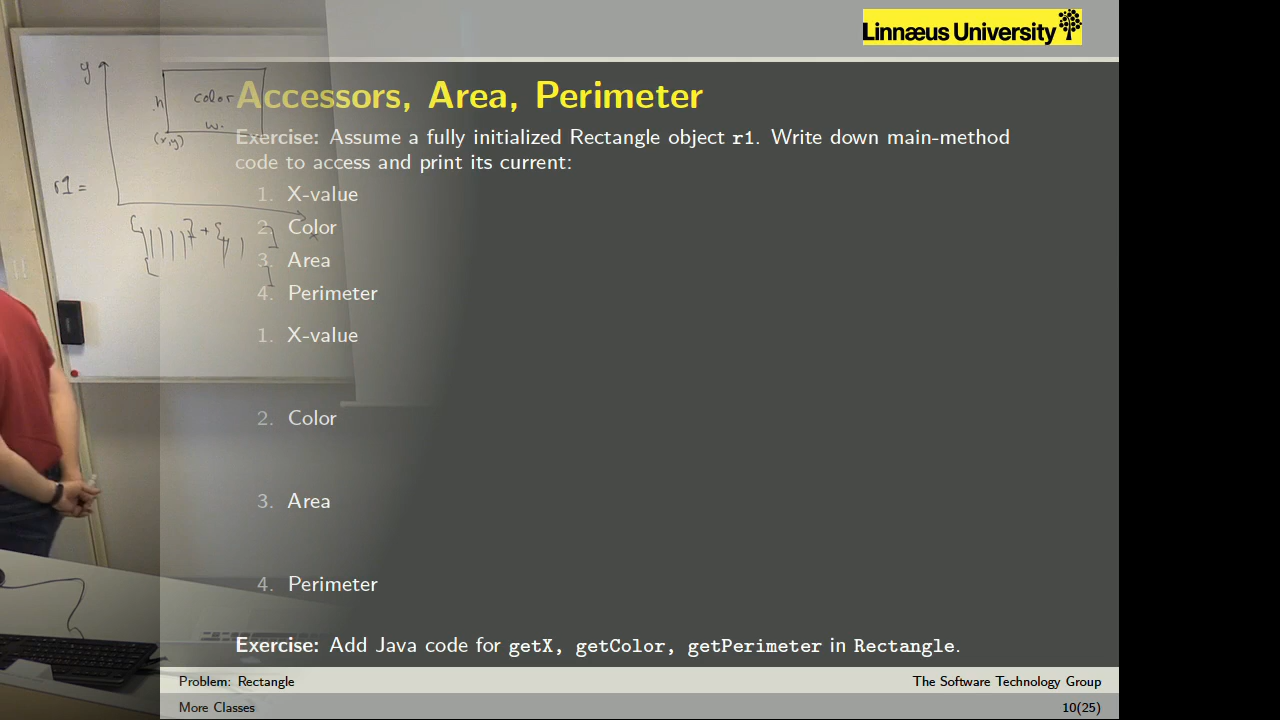 Linnæus University
y
h
color
w.
(x,y)
r1 =
x
Accessors, Area, Perimeter
Exercise: Assume a fully initialized Rectangle object r1. Write down main-method
code to access and print its current:
1. X-value
2. Color
3. Area
4. Perimeter
1. X-value
2. Color
3. Area
4. Perimeter
Exercise: Add Java code for getX, getColor, getPerimeter in Rectangle.
Problem: Rectangle
The Software Technology Group
More Classes
10(25)